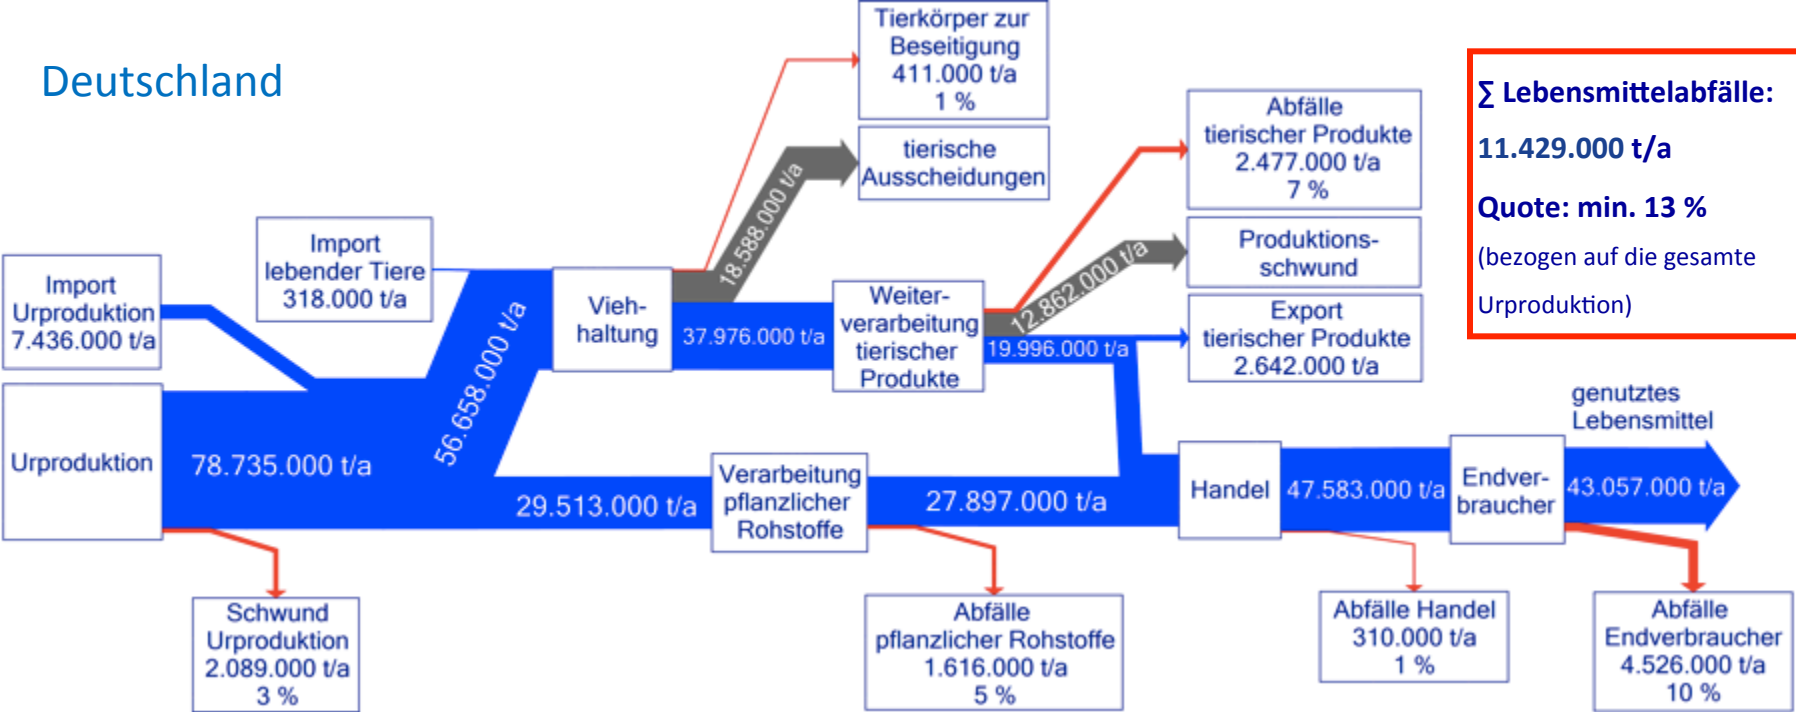 Deutschland
Tierkörper zur
Beseitigung
411.000 t/a
1 %
tierische
Ausscheidungen
18.588.000 t/a
Abfälle
tierischer Produkte
2.477.000 t/a
7 %
Produktions-
schwund
12.862.000 t/a
Export
tierischer Produkte
2.642.000 t/a
∑ Lebensmittelabfälle:
11.429.000 t/a
Quote: min. 13 %
(bezogen auf die gesamte
Urproduktion)
Import
Urproduktion
7.436.000 t/a
Import
lebender Tiere
318.000 t/a
56.658.000 t/a
Vieh-
haltung
37.976.000 t/a
Weiter-
verarbeitung
tierischer
Produkte
19.996.000 t/a
Urproduktion
78.735.000 t/a
29.513.000 t/a
Verarbeitung
pflanzlicher
Rohstoffe
27.897.000 t/a
Handel
47.583.000 t/a
Endver-
braucher
genutztes
Lebensmittel
43.057.000 t/a
Schwund
Urproduktion
2.089.000 t/a
3 %
Abfälle
pflanzlicher Rohstoffe
1.616.000 t/a
5 %
Abfälle Handel
310.000 t/a
1 %
Abfälle
Endverbraucher
4.526.000 t/a
10 %